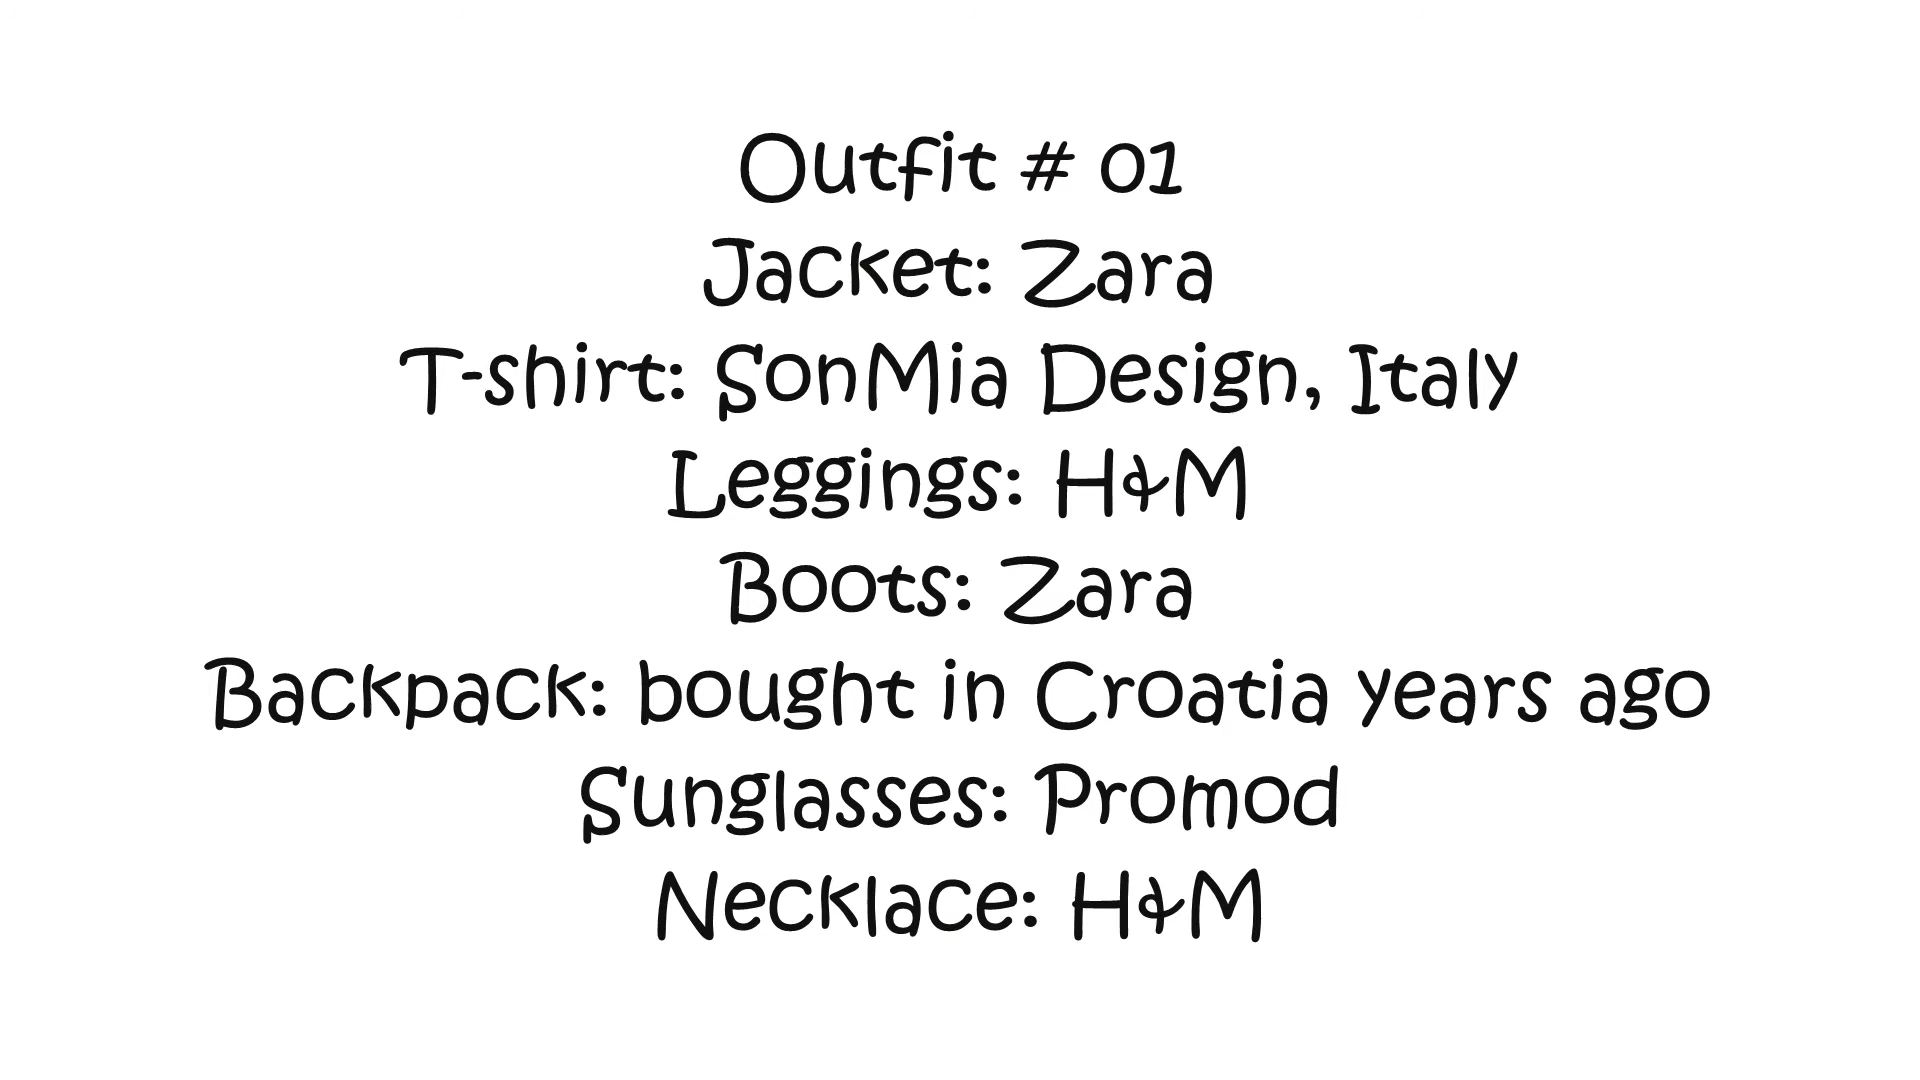 Outfit # 01
Jacket: Zara
T-shirt: SonMia Design, Italy
Leggings: H&M
Boots: Zara
Backpack: bought in Croatia years ago
Sunglasses: Promod
Necklace: H&M